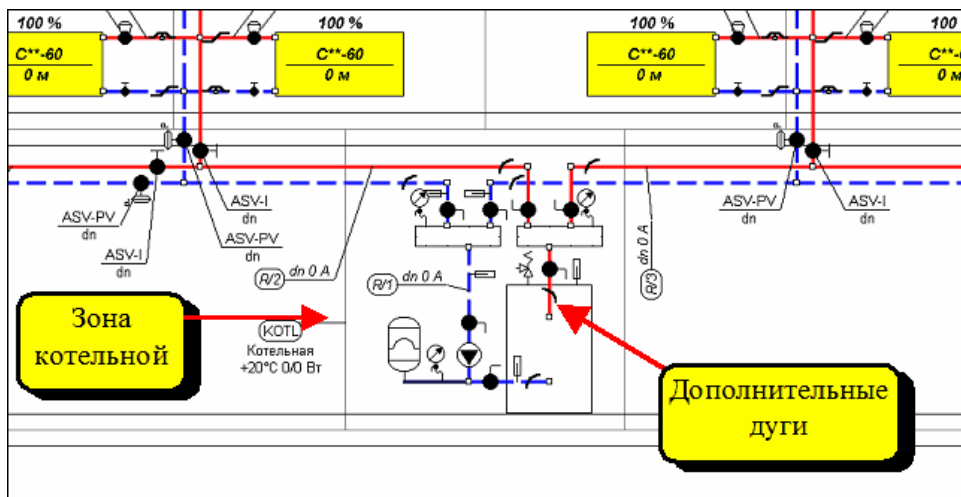 100 %
100 %
100 %
100
С**-60
0 м
С**-60
0 м
С**-60
0 м
С**-60
0 м
ASV-PV
dn
ASV-I
dn
ASV-I
dn
ASV-PV
dn
ASV-PV
dn
ASV-I
dn
R/2 dn 0 A
R/1 dn 0 A
R/3 dn 0 A
KOTL
Котельная
+20°C 0/0 Вт
Зона
котельной
Дополнительные
дуги